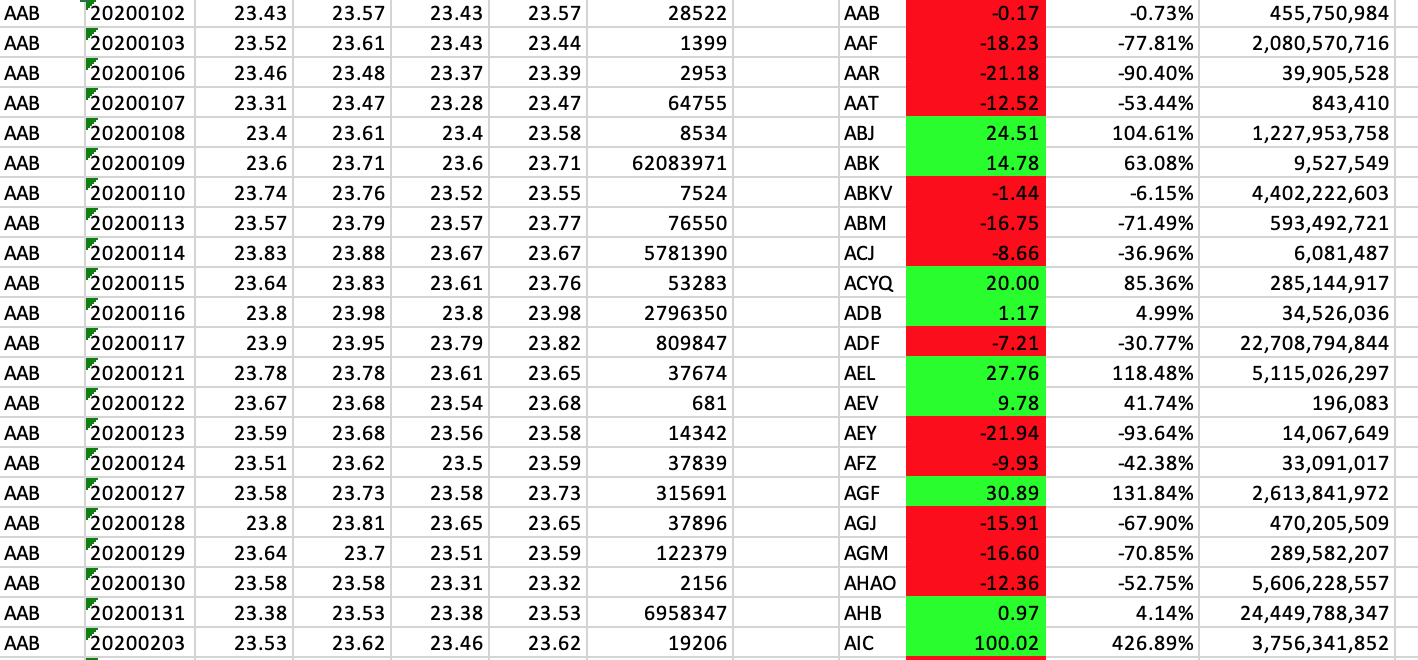 AAB 20200102 23.43 23.57 23.43 23.57 28522 AAB -0.17 -0.73% 455,750,984
AAB 20200103 23.52 23.61 23.43 23.44 1399 AAF -18.23 -77.81% 2,080,570,716
AAB 20200106 23.46 23.48 23.37 23.39 2953 AAR -21.18 -90.40% 39,905,528
AAB 20200107 23.31 23.47 23.28 23.47 64755 AAT -12.52 -53.44% 843,410
AAB 20200108 23.4 23.61 23.4 23.58 8534 ABJ 24.51 104.61% 1,227,953,758
AAB 20200109 23.6 23.71 23.6 23.71 62083971 ABK 14.78 63.08% 9,527,549
AAB 20200110 23.74 23.76 23.52 23.55 7524 ABKV -1.44 -6.15% 4,402,222,603
AAB 20200113 23.57 23.79 23.57 23.77 76550 ABM -16.75 -71.49% 593,492,721
AAB 20200114 23.83 23.88 23.67 23.67 5781390 ACJ -8.66 -36.96% 6,081,487
AAB 20200115 23.64 23.83 23.61 23.76 53283 ACYQ 20.00 85.36% 285,144,917
AAB 20200116 23.8 23.98 23.8 23.98 2796350 ADB 1.17 4.99% 34,526,036
AAB 20200117 23.9 23.95 23.79 23.82 809847 ADF -7.21 -30.77% 22,708,794,844
AAB 20200121 23.78 23.78 23.61 23.65 37674 AEL 27.76 118.48% 5,115,026,297
AAB 20200122 23.67 23.68 23.54 23.68 681 AEV 9.78 41.74% 196,083
AAB 20200123 23.59 23.68 23.56 23.58 14342 AEY -21.94 -93.64% 14,067,649
AAB 20200124 23.51 23.62 23.5 23.59 37839 AFZ -9.93 -42.38% 33,091,017
AAB 20200127 23.58 23.73 23.58 23.73 315691 AGF 30.89 131.84% 2,613,841,972
AAB 20200128 23.8 23.81 23.65 23.65 37896 AGJ -15.91 -67.90% 470,205,509
AAB 20200129 23.64 23.7 23.51 23.59 122379 AGM -16.60 -70.85% 289,582,207
AAB 20200130 23.58 23.58 23.31 23.32 2156 AHAO -12.36 -52.75% 5,606,228,557
AAB 20200131 23.38 23.53 23.38 23.53 6958347 AHB 0.97 4.14% 24,449,788,347
AAB 20200203 23.53 23.62 23.46 23.62 19206 AIC 100.02 426.89% 3,756,341,852